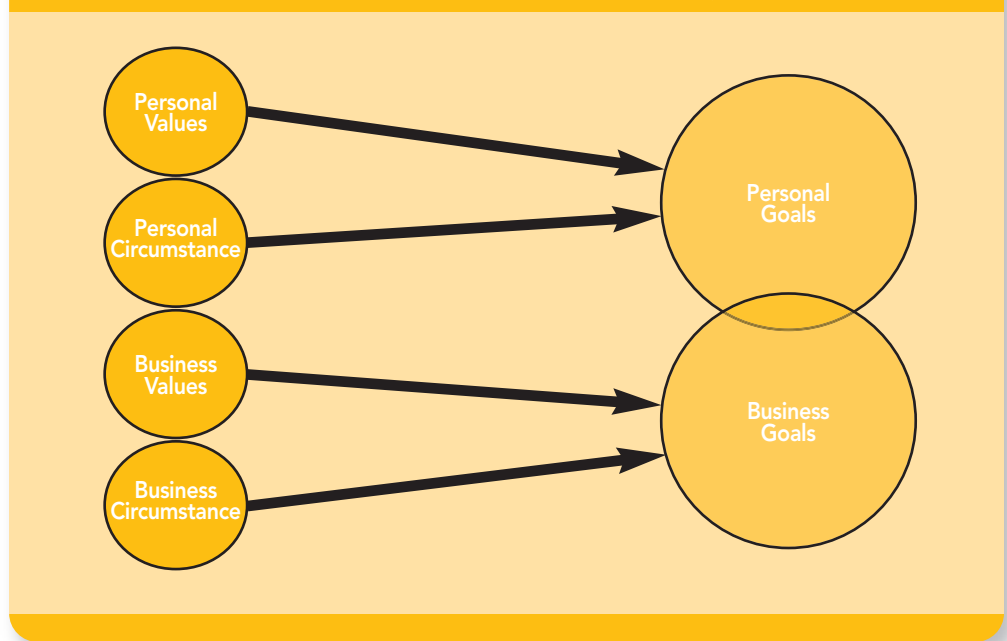 Personal
Values
Personal
Circumstance
Business
Values
Business
Circumstance
Personal
Goals
Business
Goals